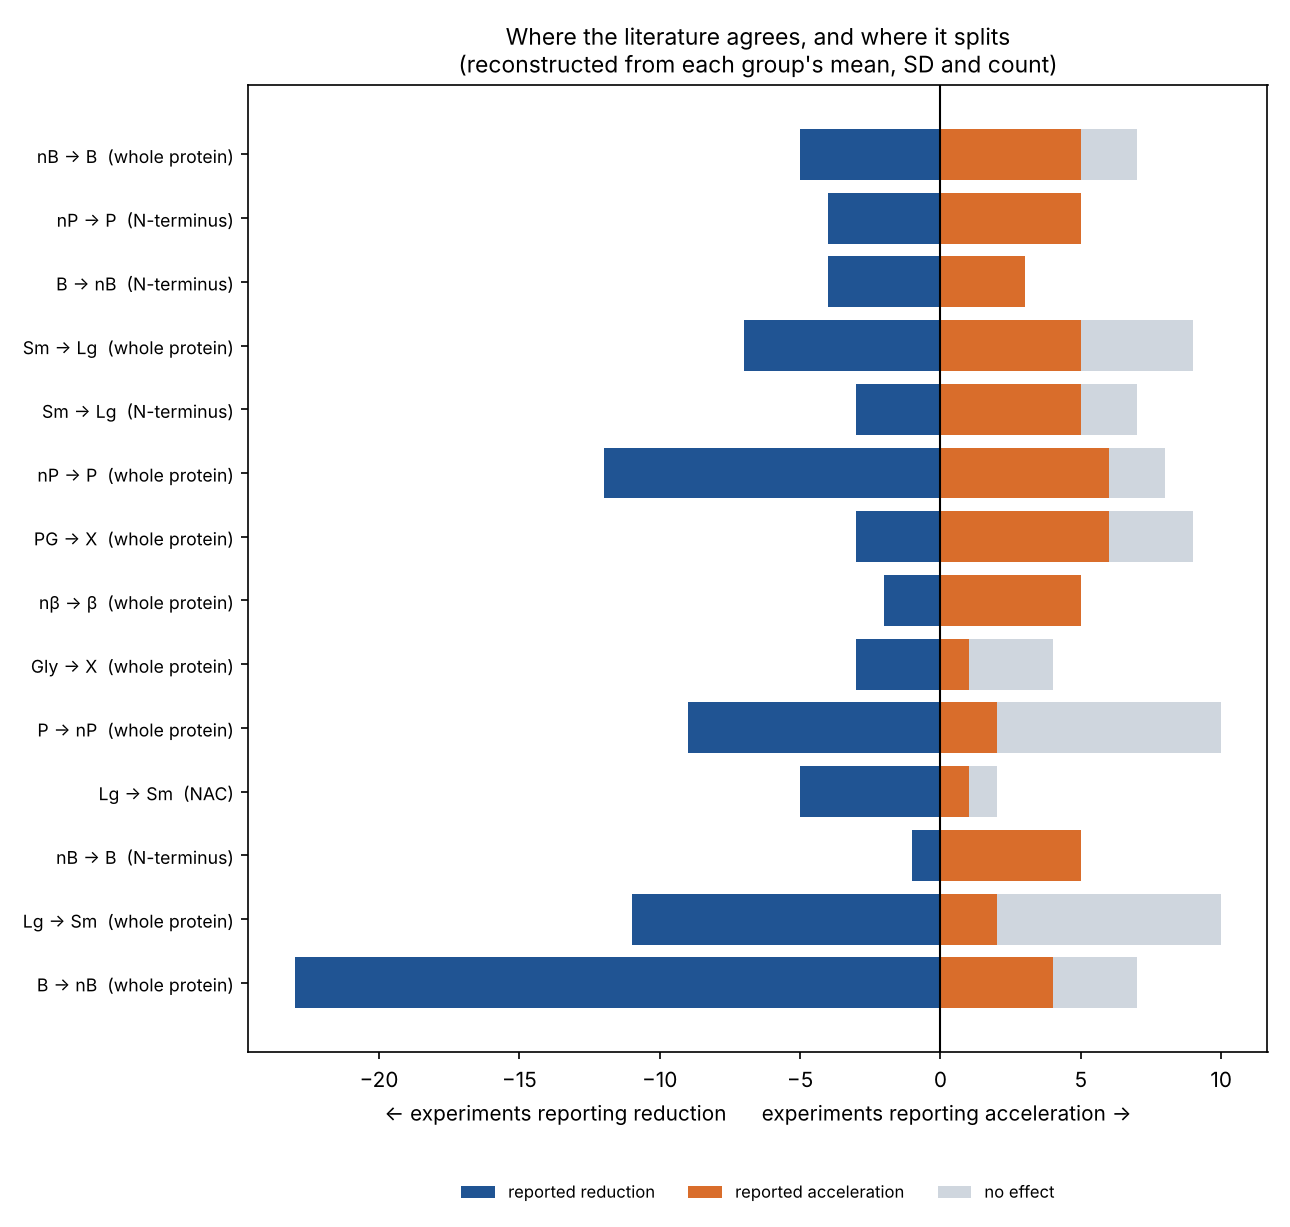 Where the literature agrees, and where it splits
(reconstructed from each group's mean, SD and count)
nB → B (whole protein)
nP → P (N-terminus)
B → nB (N-terminus)
Sm → Lg (whole protein)
Sm → Lg (N-terminus)
nP → P (whole protein)
PG → X (whole protein)
nβ → β (whole protein)
Gly → X (whole protein)
P → nP (whole protein)
Lg → Sm (NAC)
nB → B (N-terminus)
Lg → Sm (whole protein)
B → nB (whole protein)
−20 −15 −10 −5 0 5 10
← experiments reporting reduction experiments reporting acceleration →
reported reduction reported acceleration no effect